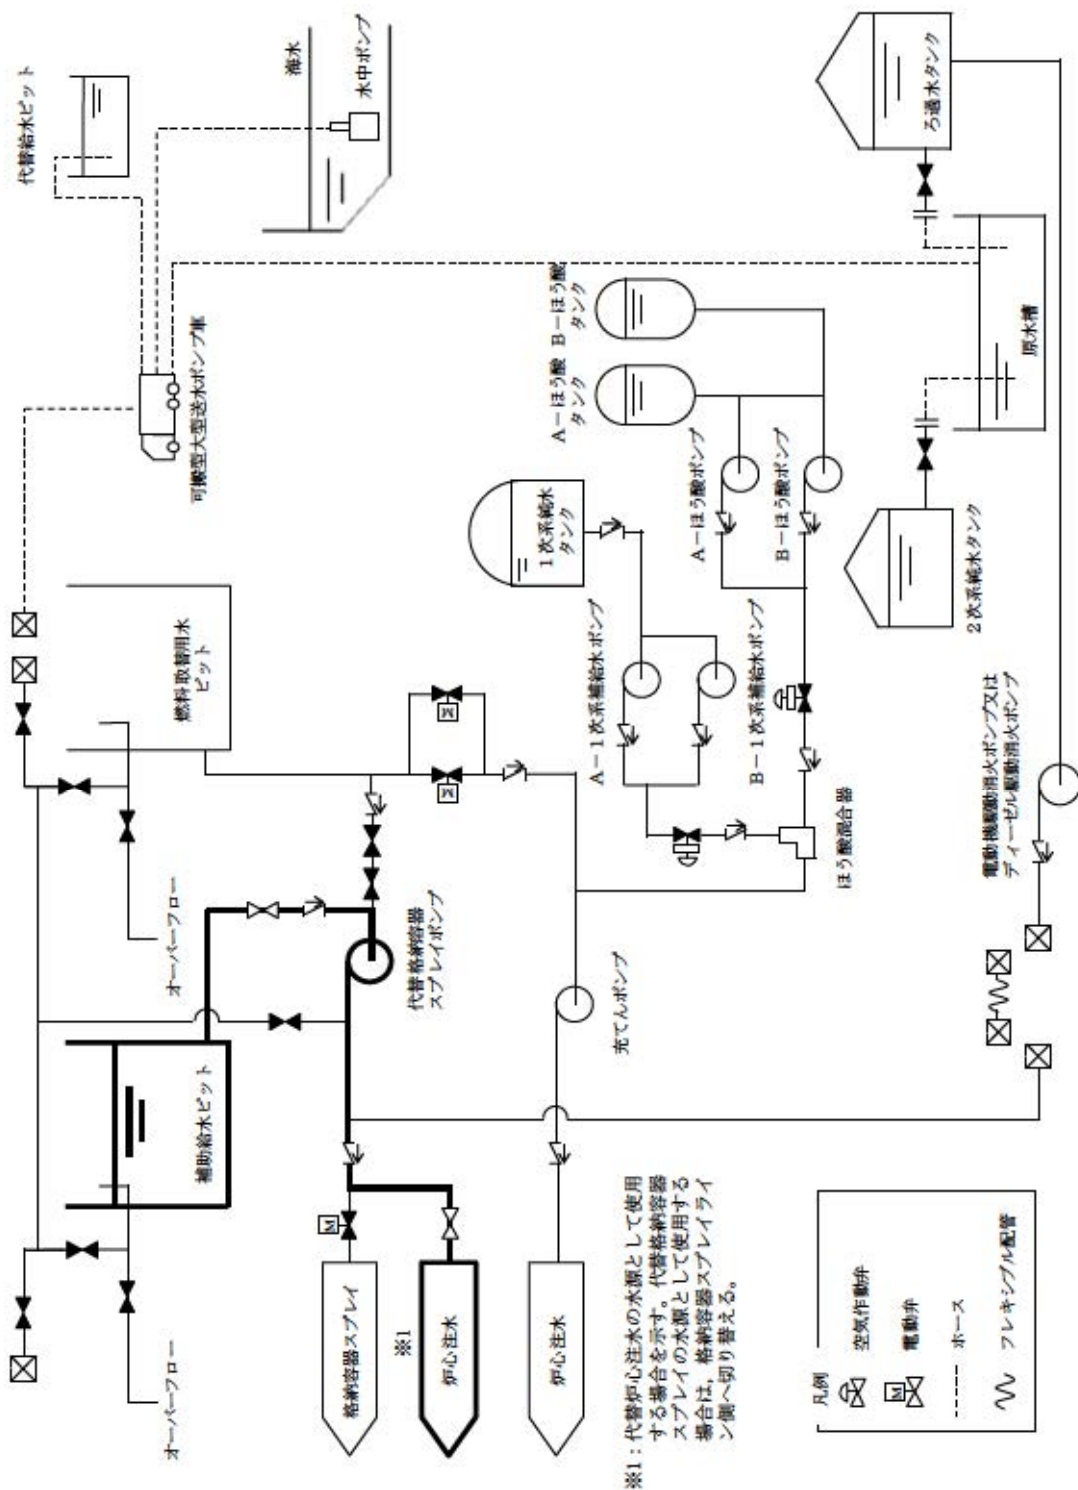 オーバーフロー
オーバーフロー
補助給水ピット
燃料取替用水
ピット
可搬型大型送水ポンプ車
代替給水ピット
海水
水中ポンプ
格納容器スプレイ
M
※1
炉心注水
炉心注水
代替格納容器
スプレイポンプ
充てんポンプ
M
M
1次系純水
タンク
A－1次系補給水ポンプ
B－1次系補給水ポンプ
ほう酸混合器
A－ほう酸
タンク
B－ほう酸
タンク
A－ほう酸ポンプ
B－ほう酸ポンプ
2次系純水タンク
原水槽
ろ過水タンク
電動機駆動消火ポンプ又は
ディーゼル駆動消火ポンプ
※1：代替炉心注水の水源として使用
する場合を示す。代替格納容器
スプレイの水源として使用する
場合は，格納容器スプレイライ
ン側へ切り替える。
凡例
空気作動弁
M
電動弁
ホース
フレキシブル配管